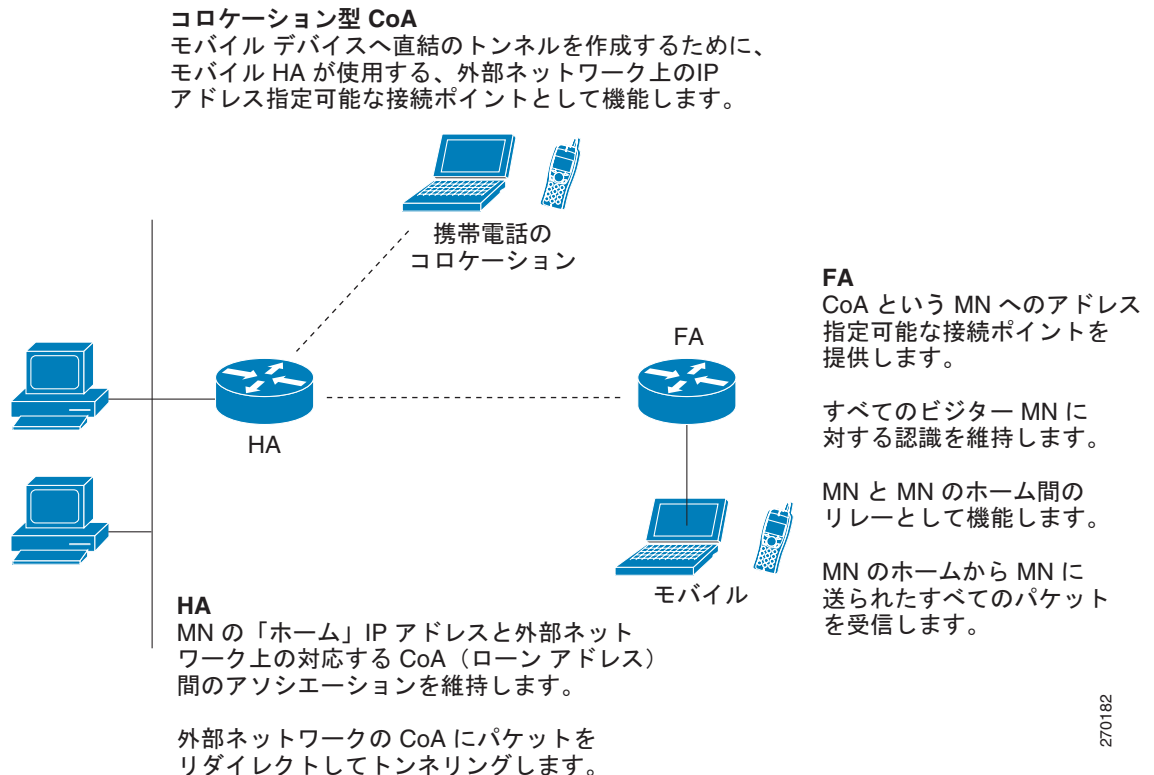 コロケーション型 CoA
モバイル デバイスへ直結のトンネルを作成するために、
モバイル HA が使用する、外部ネットワーク上のIP
アドレス指定可能な接続ポイントとして機能します。
携帯電話の
コロケーション
FA
HA
モバイル
FA
CoA という MN へのアドレス
指定可能な接続ポイントを
提供します。
すべてのビジター MN に
対する認識を維持します。
MN と MN のホーム間の
リレーとして機能します。
MN のホームから MN に
送られたすべてのパケット
を受信します。
HA
MN の「ホーム」IP アドレスと外部ネット
ワーク上の対応する CoA（ローン アドレス）
間のアソシエーションを維持します。
外部ネットワークの CoA にパケットを
リダイレクトしてトンネリングします。
270182